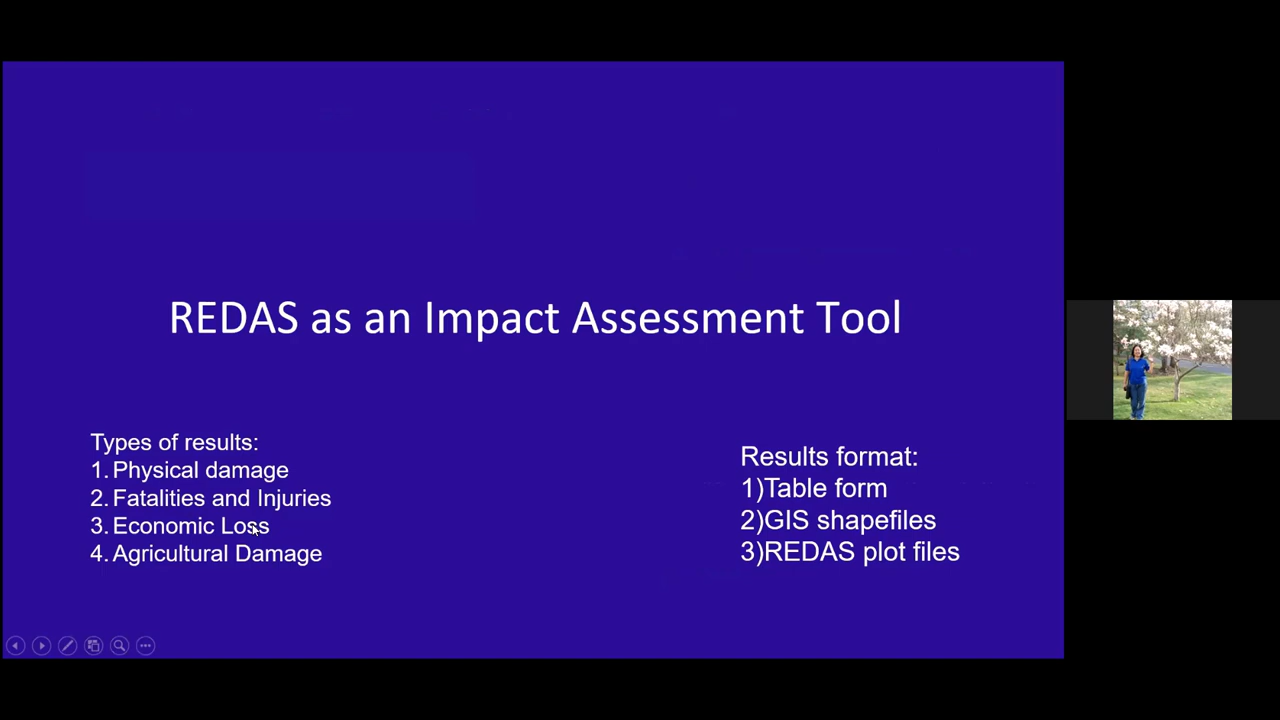 REDAS as an Impact Assessment Tool
Types of results:
1. Physical damage
2. Fatalities and Injuries
3. Economic Loss
4. Agricultural Damage
Results format:
1)Table form
2)GIS shapefiles
3)REDAS plot files